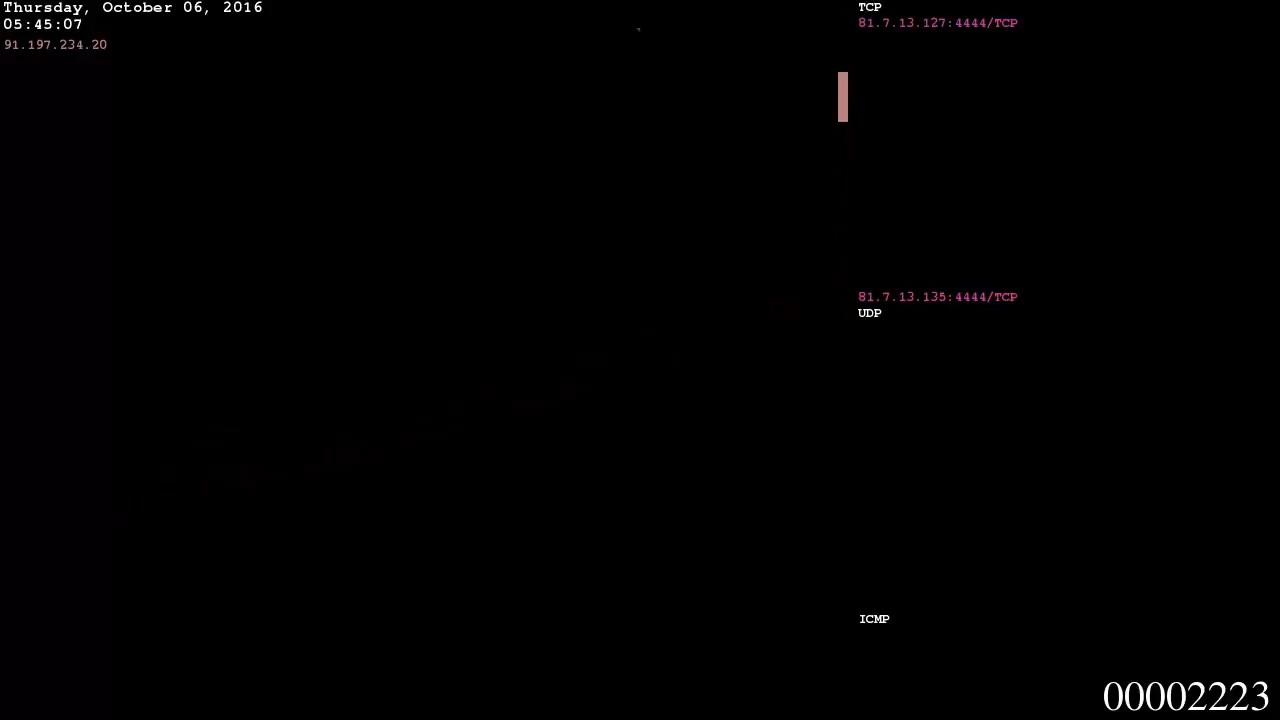 Thursday, October 06, 2016
05:45:07
91.197.234.20
TCP
81.7.13.127:4444/TCP
81.7.13.135:4444/TCP
UDP
ICMP
00002223